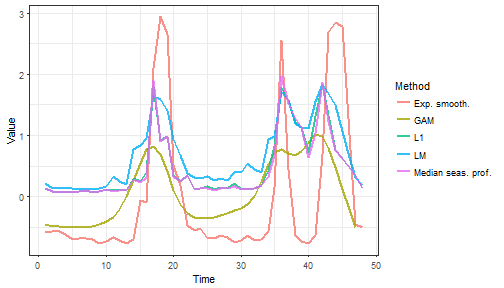 3
2
1
0
Value
0
10
20
30
40
50
Time
Method
Exp. smooth.
GAM
L1
LM
Median seas. prof.